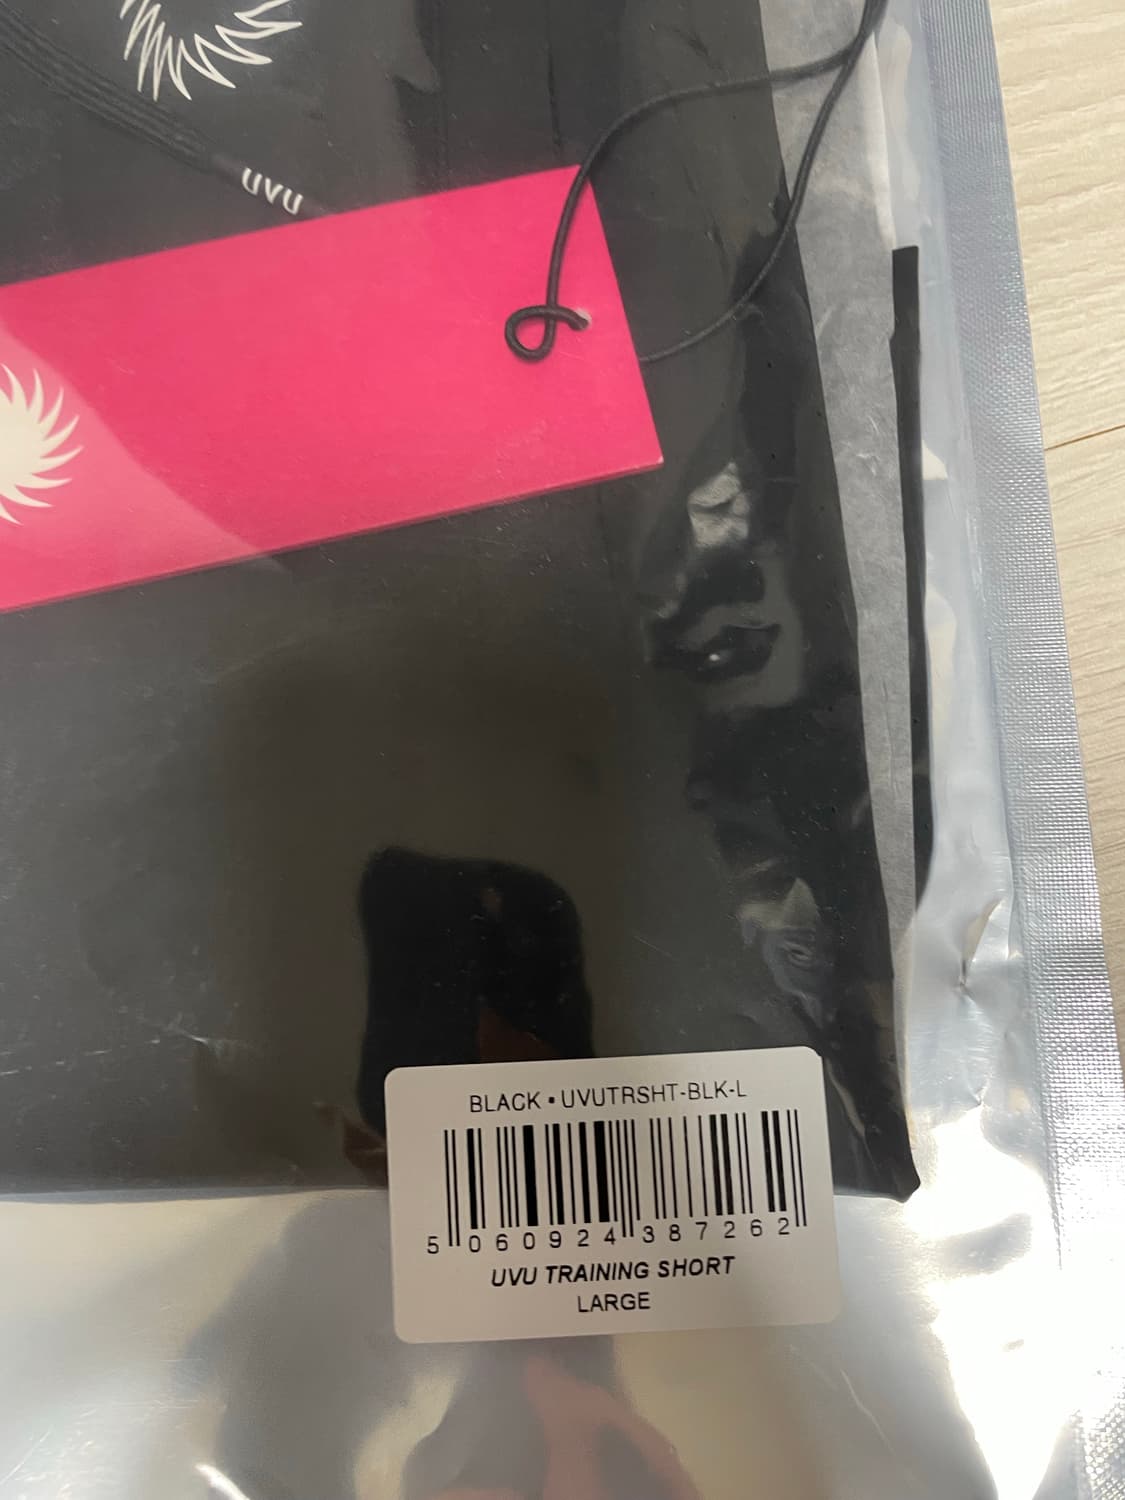 UVU
BLACK • UVUTRSHT-BLK-L
5 060924 387262
UVU TRAINING SHORT
LARGE